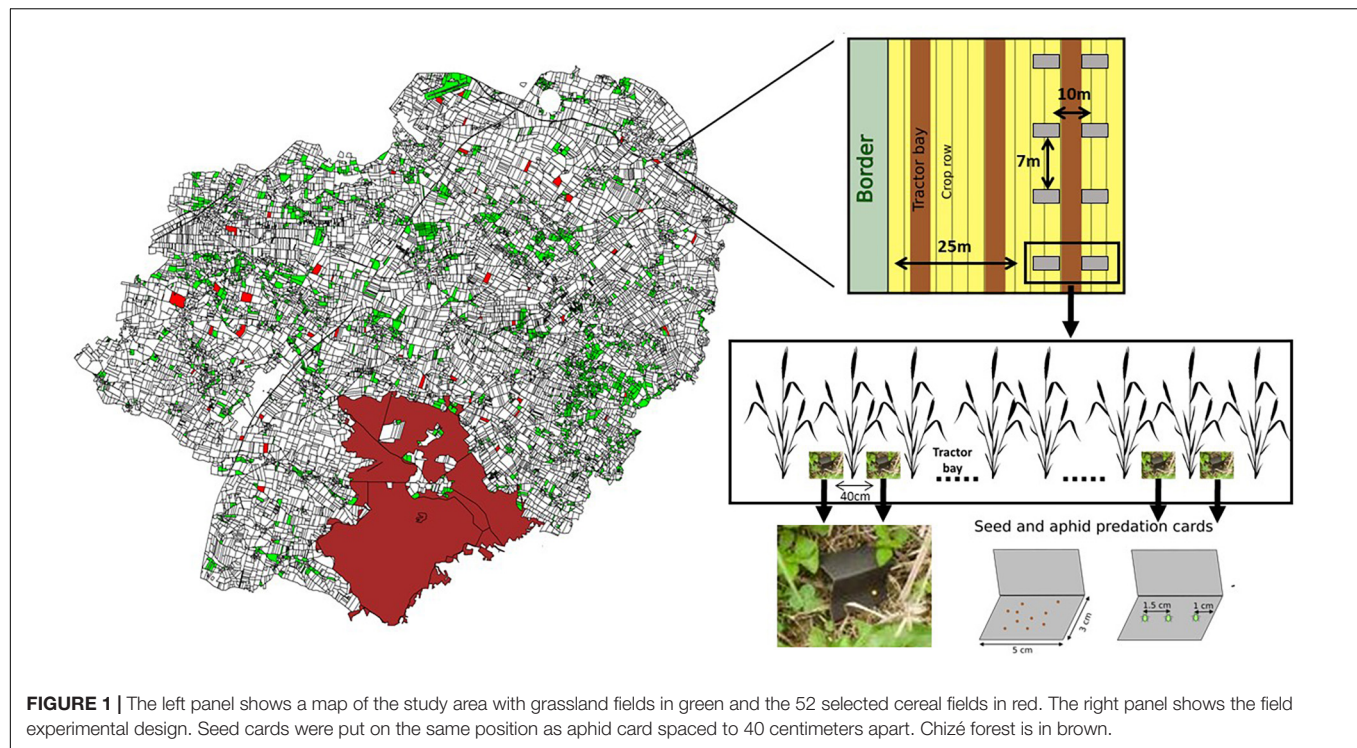 Border
Tractor bay
Crop row
10m
7m
25m
Tractor
bay
40cm
Seed and aphid predation cards
1.5 cm
1 cm
3 cm
5 cm
FIGURE 1 | The left panel shows a map of the study area with grassland fields in green and the 52 selected cereal fields in red. The right panel shows the field
experimental design. Seed cards were put on the same position as aphid card spaced to 40 centimeters apart. Chizé forest is in brown.